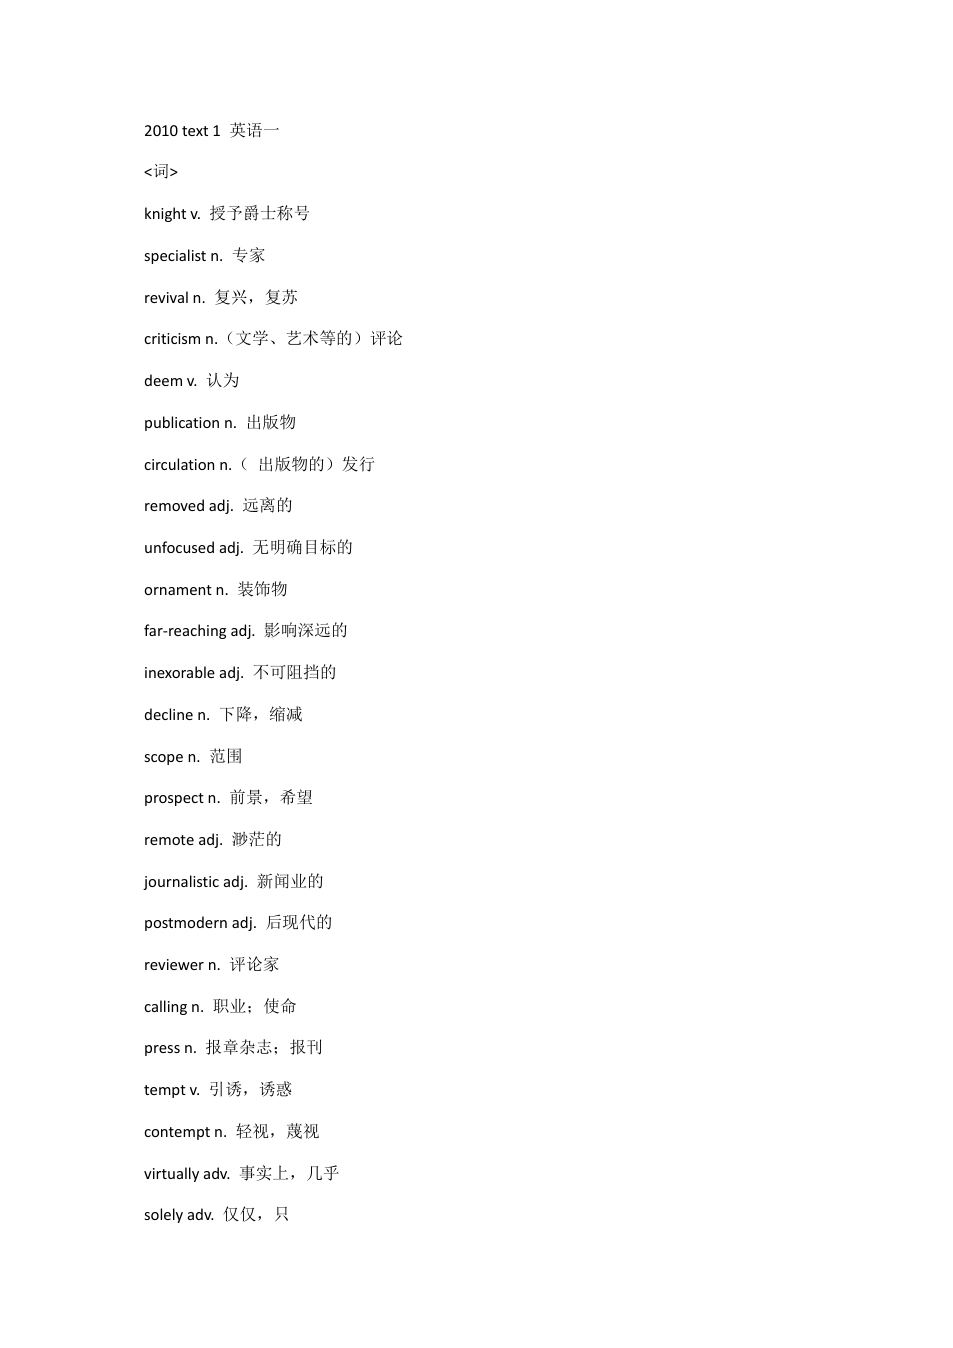 2010 text 1 英语一
<词>
knight v. 授予爵士称号
specialist n. 专家
revival n. 复兴，复苏
criticism n.（文学、艺术等的）评论
deem v. 认为
publication n. 出版物
circulation n.（ 出版物的）发行
removed adj. 远离的
unfocused adj. 无明确目标的
ornament n. 装饰物
far-reaching adj. 影响深远的
inexorable adj. 不可阻挡的
decline n. 下降，缩减
scope n. 范围
prospect n. 前景，希望
remote adj. 渺茫的
journalistic adj. 新闻业的
postmodern adj. 后现代的
reviewer n. 评论家
calling n. 职业；使命
press n. 报章杂志；报刊
tempt v. 引诱，诱惑
contempt n. 轻视，蔑视
virtually adv. 事实上，几乎
solely adv. 仅仅，只